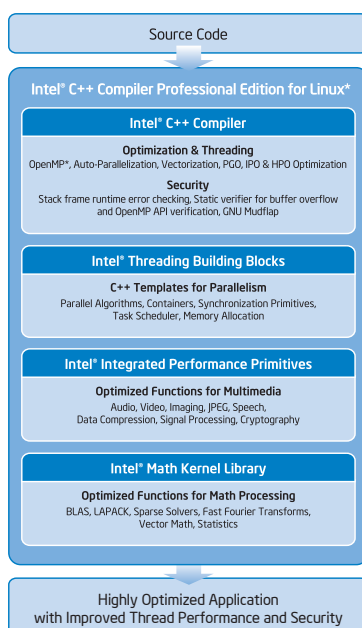 Source Code
Intel® C++ Compiler Professional Edition for Linux*
Intel® C++ Compiler
Optimization & Threading
OpenMP*, Auto-Parallelization, Vectorization, PGO, IPO & HPO Optimization
Security
Stack frame runtime error checking, Static verifier for buffer overflow
and OpenMP API verification, GNU Mudflap
Intel® Threading Building Blocks
C++ Templates for Parallelism
Parallel Algorithms, Containers, Synchronization Primitives,
Task Scheduler, Memory Allocation
Intel® Integrated Performance Primitives
Optimized Functions for Multimedia
Audio, Video, Imaging, JPEG, Speech,
Data Compression, Signal Processing, Cryptography
Intel® Math Kernel Library
Optimized Functions for Math Processing
BLAS, LAPACK, Sparse Solvers, Fast Fourier Transforms,
Vector Math, Statistics
Highly Optimized Application
with Improved Thread Performance and Security